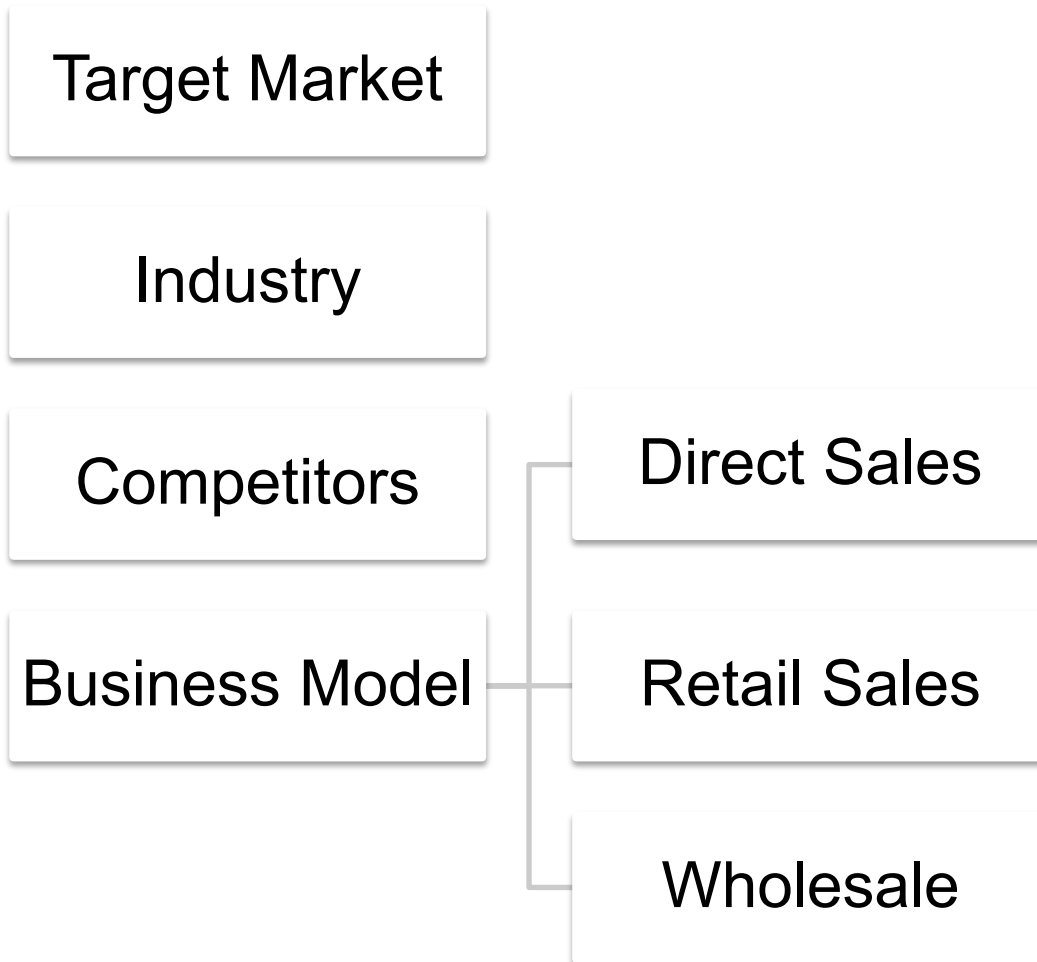 Target Market
Industry
Competitors
Business Model
Direct Sales
Retail Sales
Wholesale